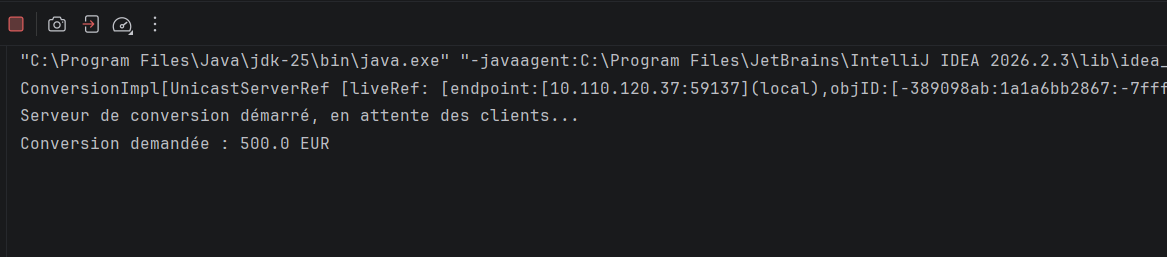 "C:\Program Files\Java\jdk-25\bin\java.exe" "-javaagent:C:\Program Files\JetBrains\IntelliJ IDEA 2026.2.3\lib\idea_
ConversionImpl[UnicastServerRef [liveRef: [endpoint:[10.110.120.37:59137](local),objID:[-389098ab:1a1a6bb2867:-7fff
Serveur de conversion démarré, en attente des clients...
Conversion demandée : 500.0 EUR